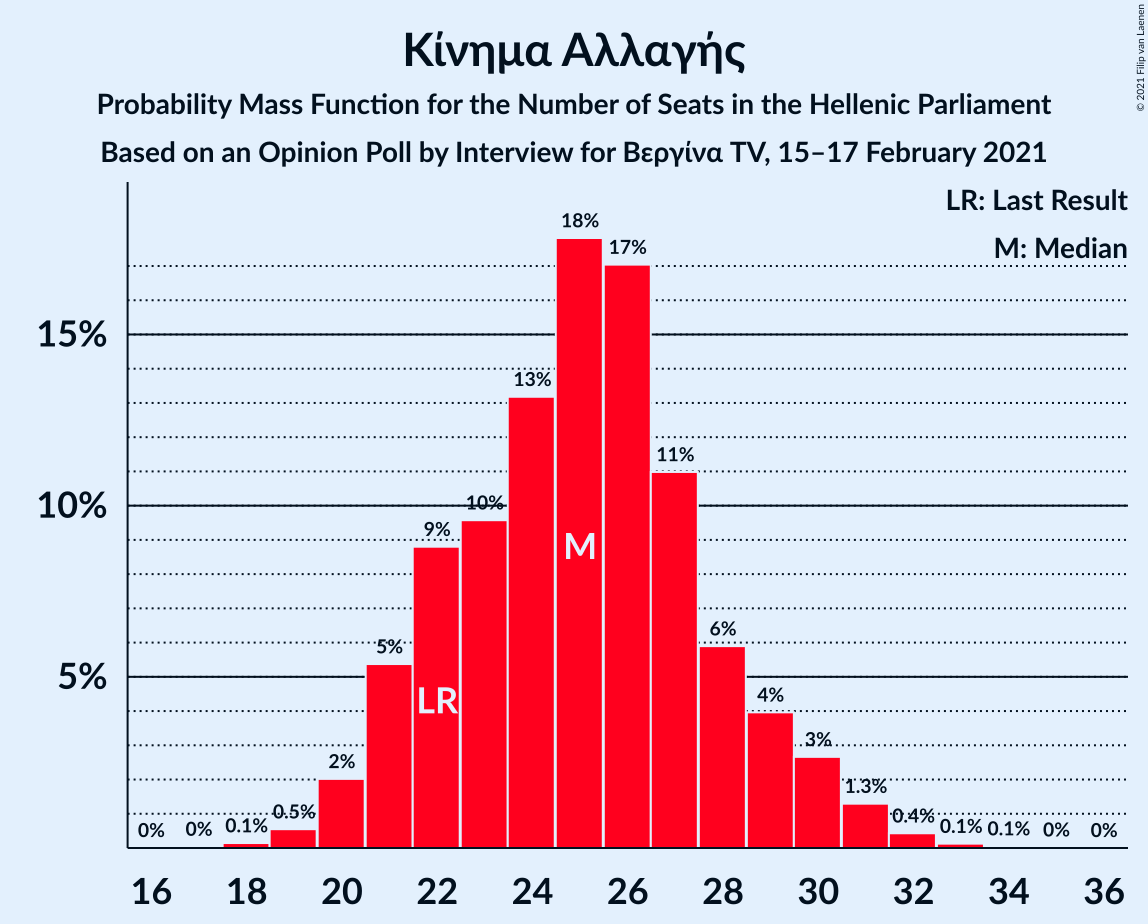 Κίνημα Αλλαγής
Probability Mass Function for the Number of Seats in the Hellenic Parliament
Based on an Opinion Poll by Interview for Βεργίνα TV, 15–17 February 2021
© 2021 Filip van Laenen
LR: Last Result
M: Median
15%
10%
5%
0%
0%
0.1%
0.5%
2%
5%
9%
10%
13%
18%
17%
11%
6%
4%
3%
1.3%
0.4%
0.1%
0.1%
0%
0%
LR
M
16 18 20 22 24 26 28 30 32 34 36